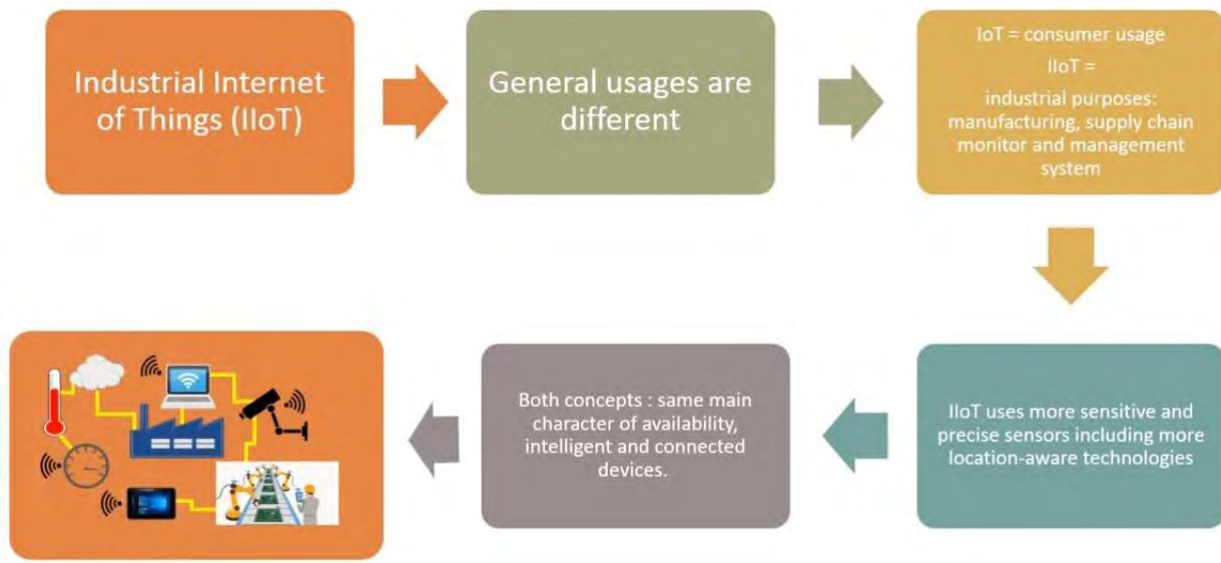 Industrial Internet
of Things (IIoT)
General usages are
different
IoT = consumer usage
IIoT =
industrial purposes:
manufacturing, supply chain
monitor and management
system
IIoT uses more sensitive and
precise sensors including more
location-aware technologies
Both concepts : same main
character of availability,
intelligent and connected
devices.